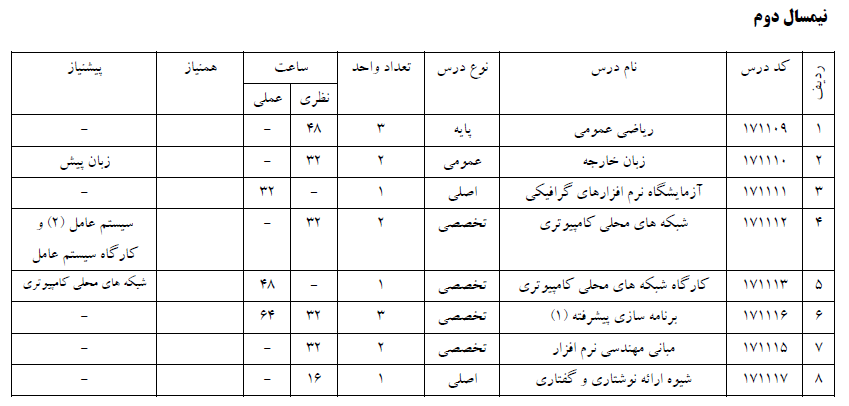 نیمسال دوم
ردیف کد درس نام درس نوع درس تعداد واحد ساعت همنیاز پیشنیاز
نظری عملی
۱ ۱۷۱۱۰۹ ریاضی عمومی پایه ۳ ۴۸ - -
۲ ۱۷۱۱۱۰ زبان خارجه عمومی ۲ ۳۲ - زبان پیش
۳ ۱۷۱۱۱۱ آزمایشگاه نرم افزارهای گرافیکی اصلی ۱ - ۳۲ -
۴ ۱۷۱۱۱۲ شبکه های محلی کامپیوتری تخصصی ۲ ۳۲ - سیستم عامل (۲) و
کارگاه سیستم عامل
۵ ۱۷۱۱۱۳ کارگاه شبکه های محلی کامپیوتری تخصصی ۱ - ۴۸ شبکه های محلی کامپیوتری
۶ ۱۷۱۱۱۶ برنامه سازی پیشرفته (۱) تخصصی ۳ ۳۲ ۶۴ -
۷ ۱۷۱۱۱۵ مبانی مهندسی نرم افزار تخصصی ۲ ۳۲ - -
۸ ۱۷۱۱۱۷ شیوه ارائه نوشتاری و گفتاری اصلی ۱ ۱۶ - -